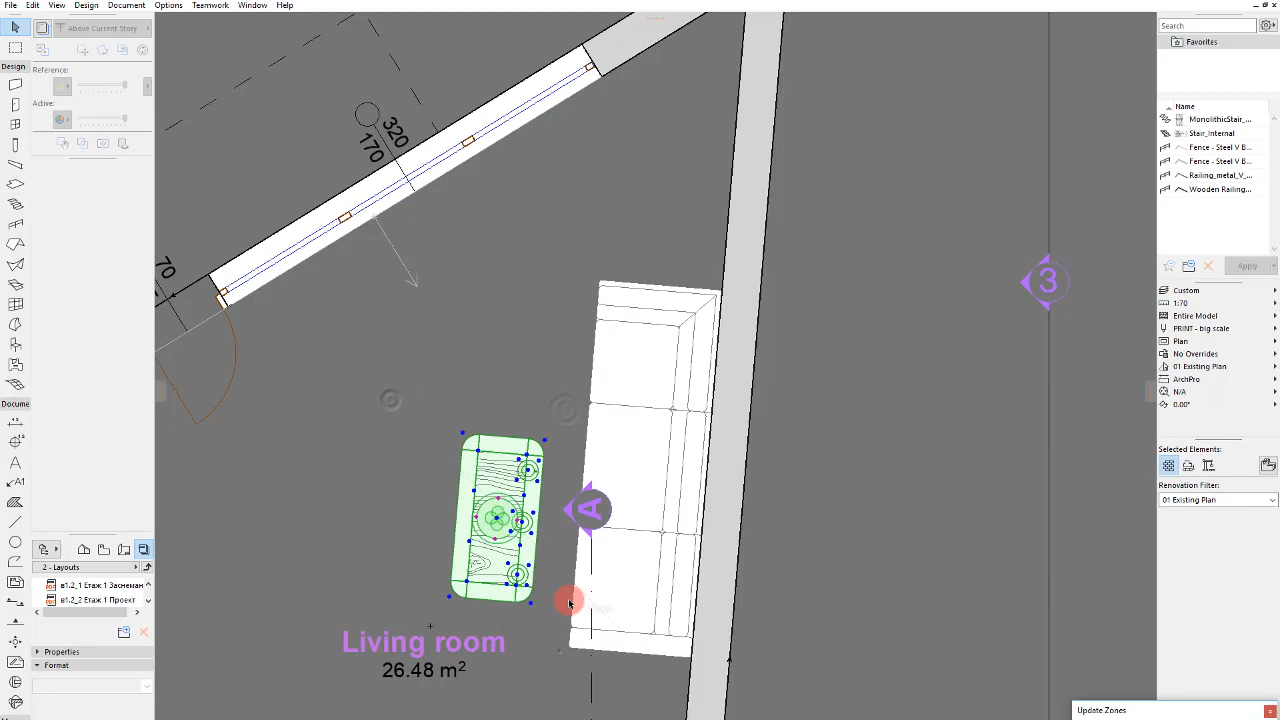 File Edit View Design Document Options Teamwork Window Help
Above Current Story
Reference:
Active:
Design
Docume
A
A1
2 - Layouts
в1.2_1 Етаж 1 Заснеман
в1.2_2 Етаж 1 Проект
Properties
Format
320
170
70
3
A
Living room
26.48 m²
Search
Favorites
Name
MonolithicStair_...
Stair_Internal
Fence - Steel V B...
Fence - Steel V B...
Railing_metal_V_...
Wooden Railing...
Apply
Custom
1:70
Entire Model
PRINT - big scale
Plan
No Overrides
01 Existing Plan
ArchPro
N/A
0.00°
Selected Elements:
Renovation Filter:
01 Existing Plan
Update Zones